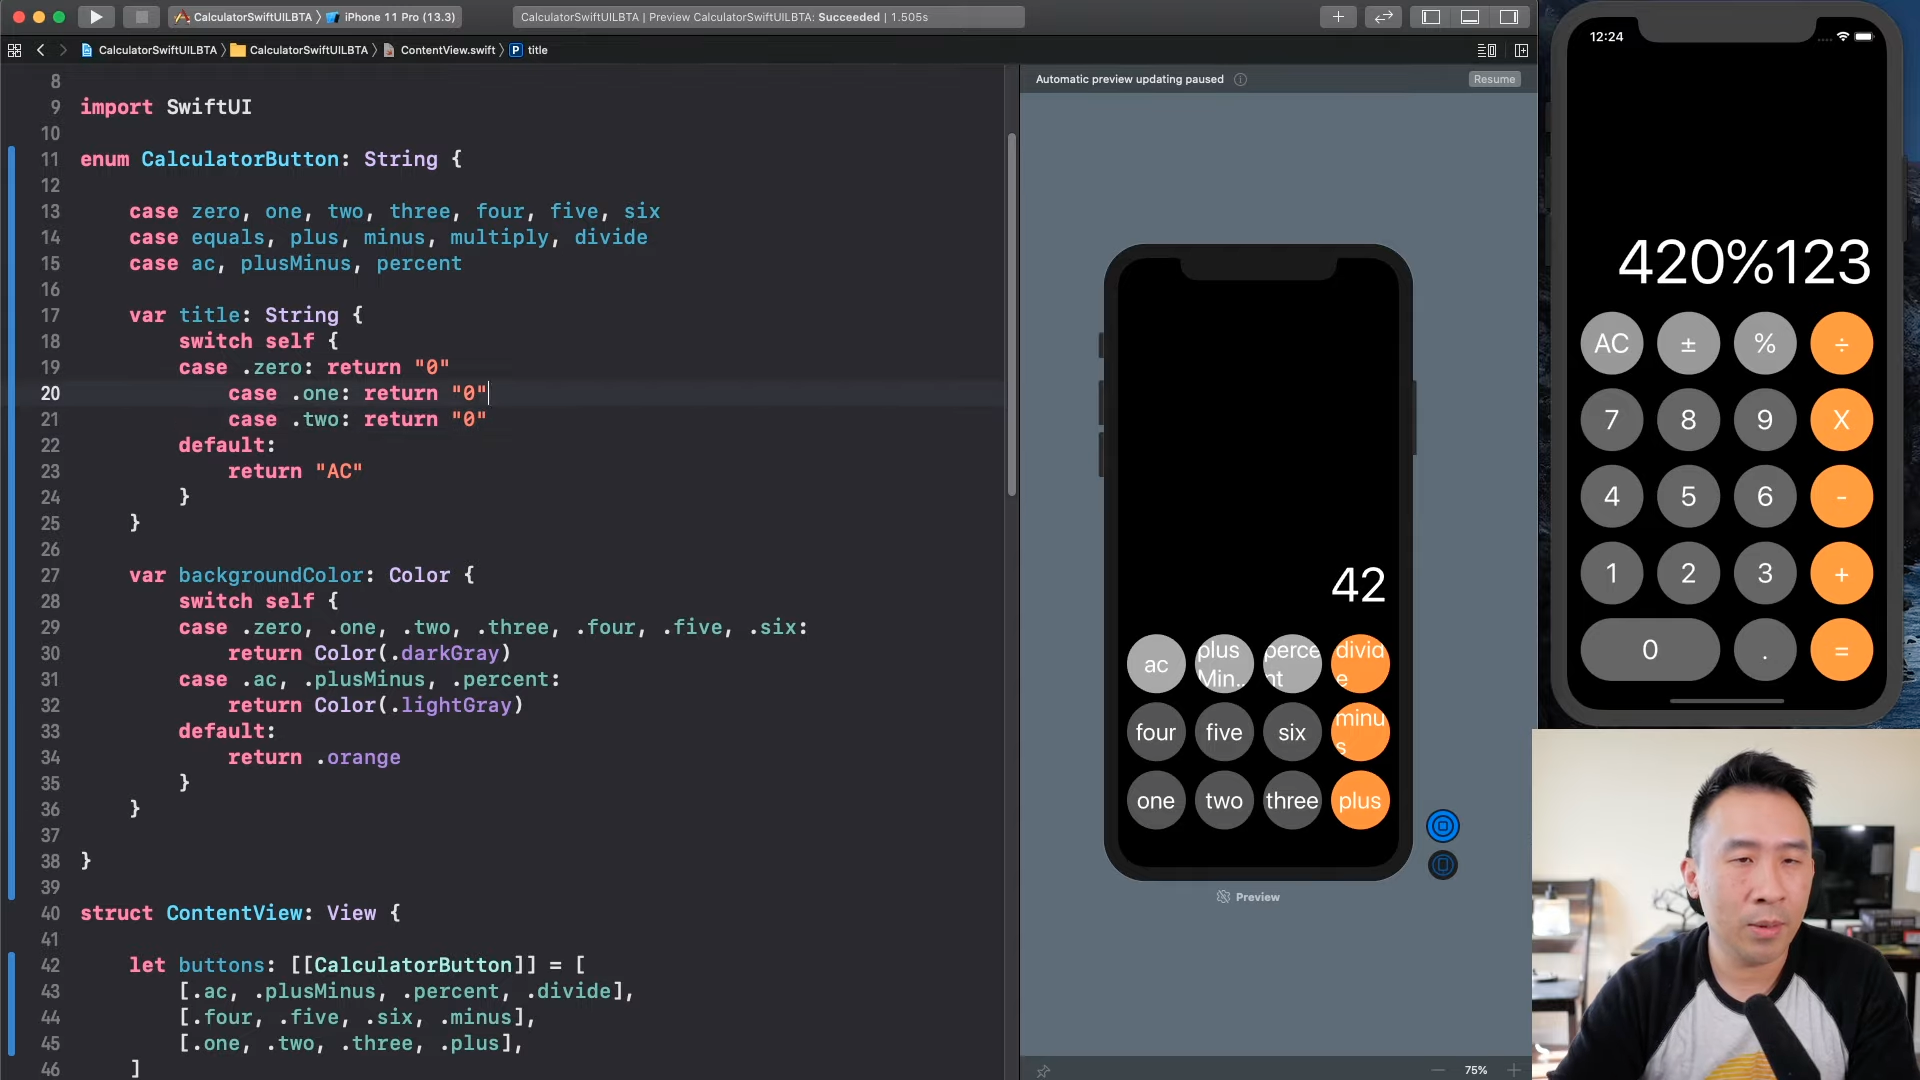 CalculatorSwiftUILBTA
iPhone 11 Pro (13.3)
CalculatorSwiftUILBTA | Preview CalculatorSwiftUILBTA: Succeeded | 1.505s
CalculatorSwiftUILBTA
CalculatorSwiftUILBTA
ContentView.swift
P title
8
9 import SwiftUI
10
11 enum CalculatorButton: String {
12
13 case zero, one, two, three, four, five, six
14 case equals, plus, minus, multiply, divide
15 case ac, plusMinus, percent
16
17 var title: String {
18 switch self {
19 case .zero: return "0"
20 case .one: return "0"
21 case .two: return "0"
22 default:
23 return "AC"
24 }
25 }
26
27 var backgroundColor: Color {
28 switch self {
29 case .zero, .one, .two, .three, .four, .five, .six:
30 return Color(.darkGray)
31 case .ac, .plusMinus, .percent:
32 return Color(.lightGray)
33 default:
34 return .orange
35 }
36 }
37
38 }
39
40 struct ContentView: View {
41
42 let buttons: [[CalculatorButton]] = [
43 [.ac, .plusMinus, .percent, .divide],
44 [.four, .five, .six, .minus],
45 [.one, .two, .three, .plus],
46 ]
Automatic preview updating paused
Resume
42
ac
plus
Min..
perce
nt
divid
e
four five six
minu
s
one two three plus
Preview
75%
12:24
420%123
AC ± % ÷
7 8 9 X
4 5 6 -
1 2 3 +
0 . =